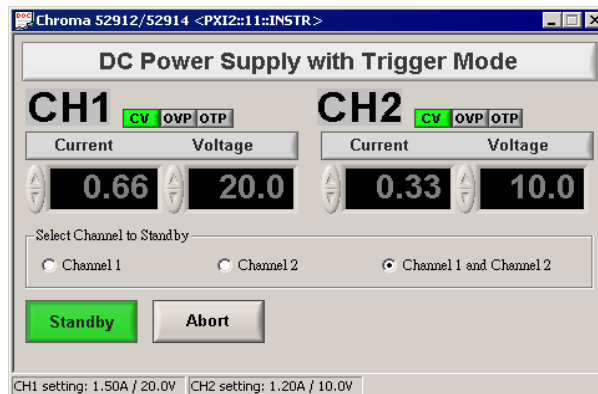 DOC Chroma 52912/52914 <PXI2::11::INSTR>
DC Power Supply with Trigger Mode
CH1 CV OVP OTP CH2 CV OVP OTP
Current Voltage Current Voltage
0.66 20.0 0.33 10.0
Select Channel to Standby
Channel 1 Channel 2 Channel 1 and Channel 2
Standby Abort
CH1 setting: 1.50A / 20.0V CH2 setting: 1.20A / 10.0V